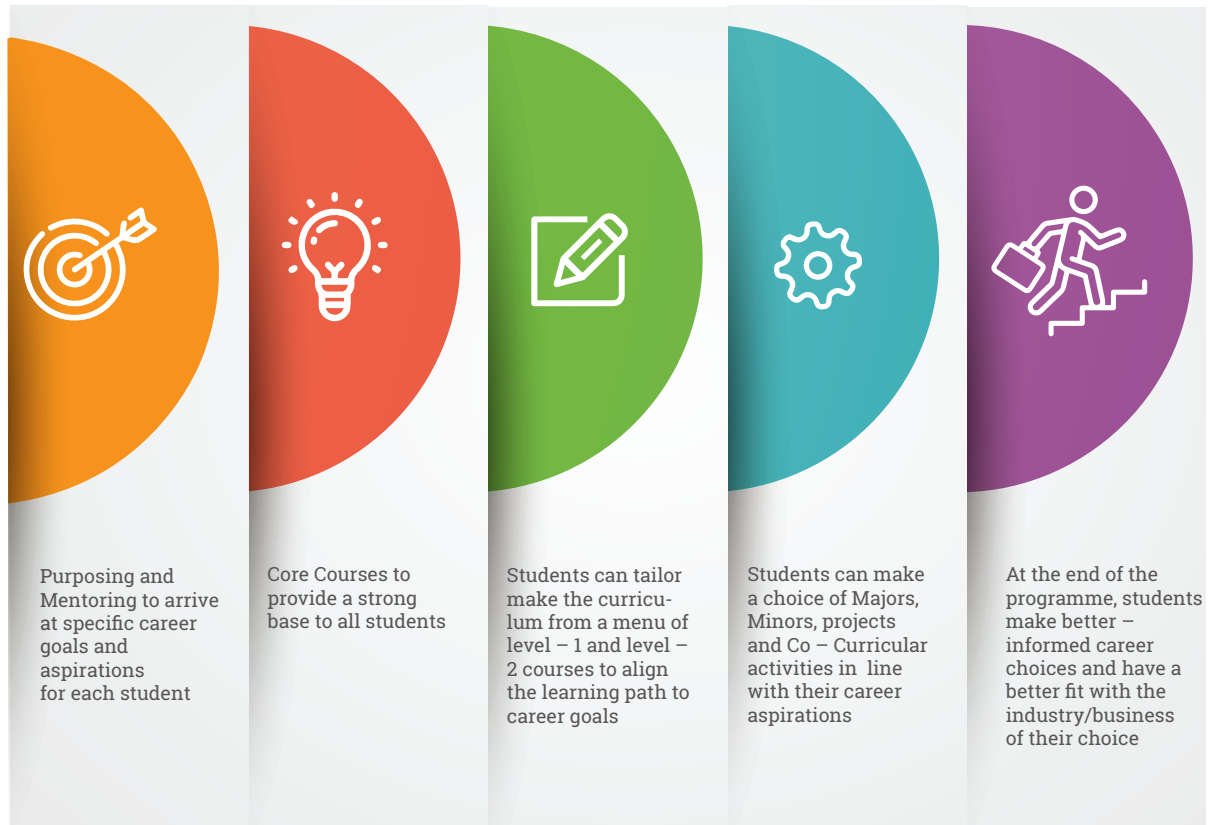 Purposing and
Mentoring to arrive
at specific career
goals and
aspirations
for each student
Core Courses to
provide a strong
base to all students
Students can tailor
make the curricu-
lum from a menu of
level – 1 and level –
2 courses to align
the learning path to
career goals
Students can make
a choice of Majors,
Minors, projects
and Co – Curricular
activities in  line
with their career
aspirations
At the end of the
programme, students
make better –
informed career
choices and have a
better fit with the
industry/business
of their choice